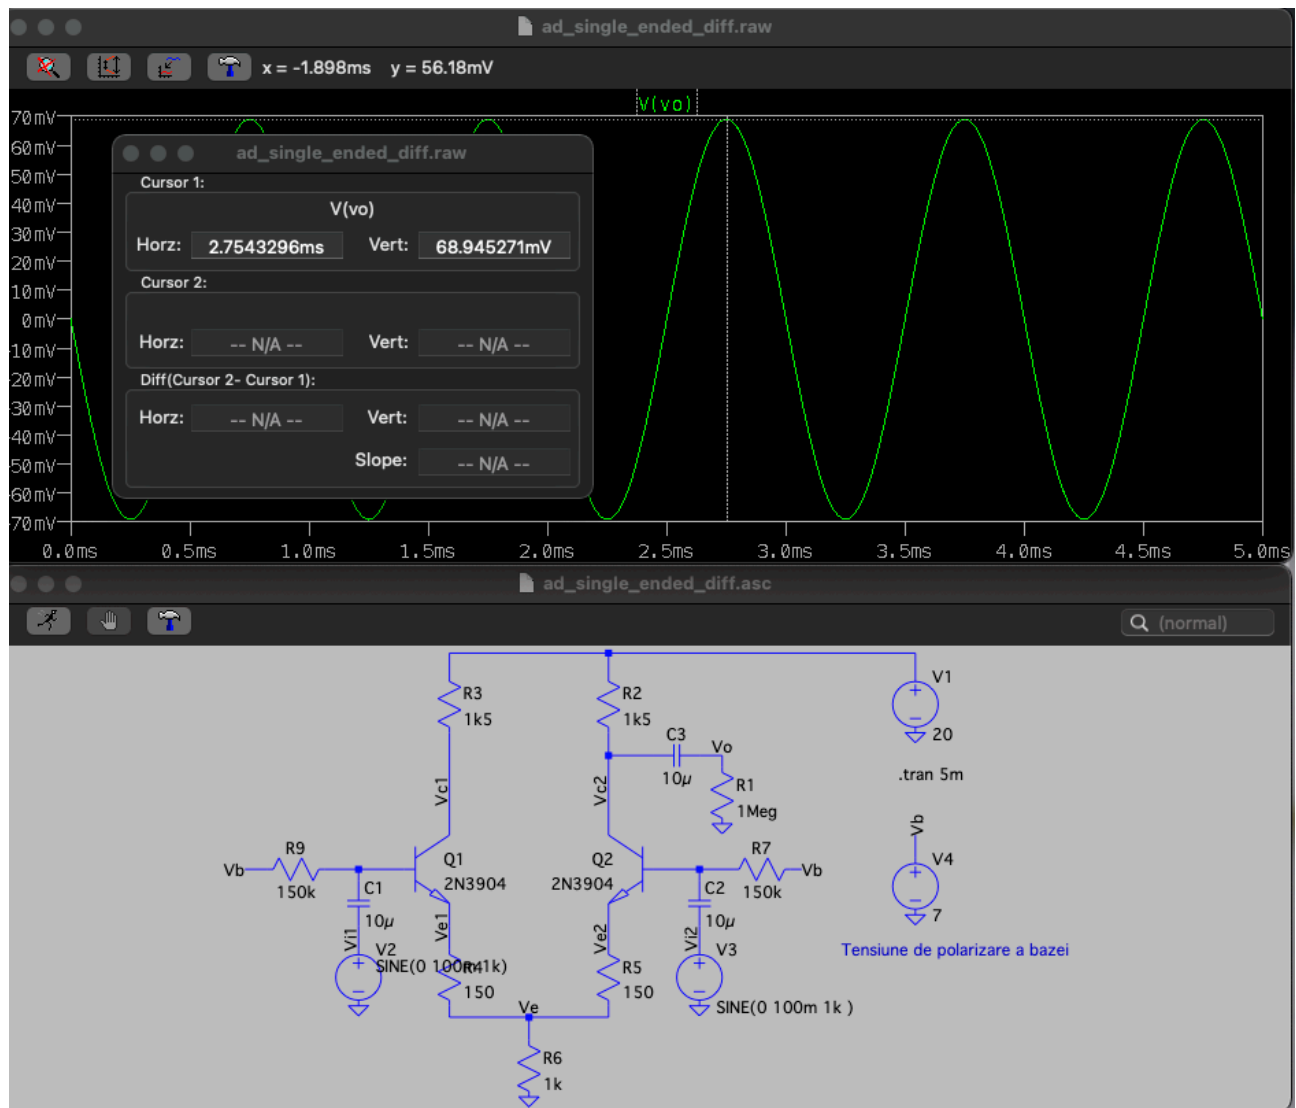 ad_single_ended_diff.raw
x = -1.898ms y = 56.18mV
V(vo)
70mV
60mV
50mV
40mV
30mV
20mV
10mV
0mV
10mV
20mV
30mV
40mV
50mV
60mV
70mV
0.0ms 0.5ms 1.0ms 1.5ms 2.0ms 2.5ms 3.0ms 3.5ms 4.0ms 4.5ms 5.0ms
ad_single_ended_diff.raw
Cursor 1:
V(vo)
Horz: 2.7543296ms Vert: 68.945271mV
Cursor 2:
Horz: -- N/A -- Vert: -- N/A --
Diff(Cursor 2- Cursor 1):
Horz: -- N/A -- Vert: -- N/A --
Slope: -- N/A --
ad_single_ended_diff.asc
(normal)
R3
1k5
R2
1k5
V1
20
C3
10µ
Vo
R1
1Meg
.tran 5m
Vc1
Vc2
Vb
R9
150k
Q1
2N3904
Q2
2N3904
R7
150k
Vb
Vb
V4
7
C1
10µ
C2
10µ
Vi1
Ve1
Ve2
Vi2
V2
SINE(0 100m 1k)
R4
150
R5
150
V3
SINE(0 100m 1k )
Tensiune de polarizare a bazei
Ve
R6
1k